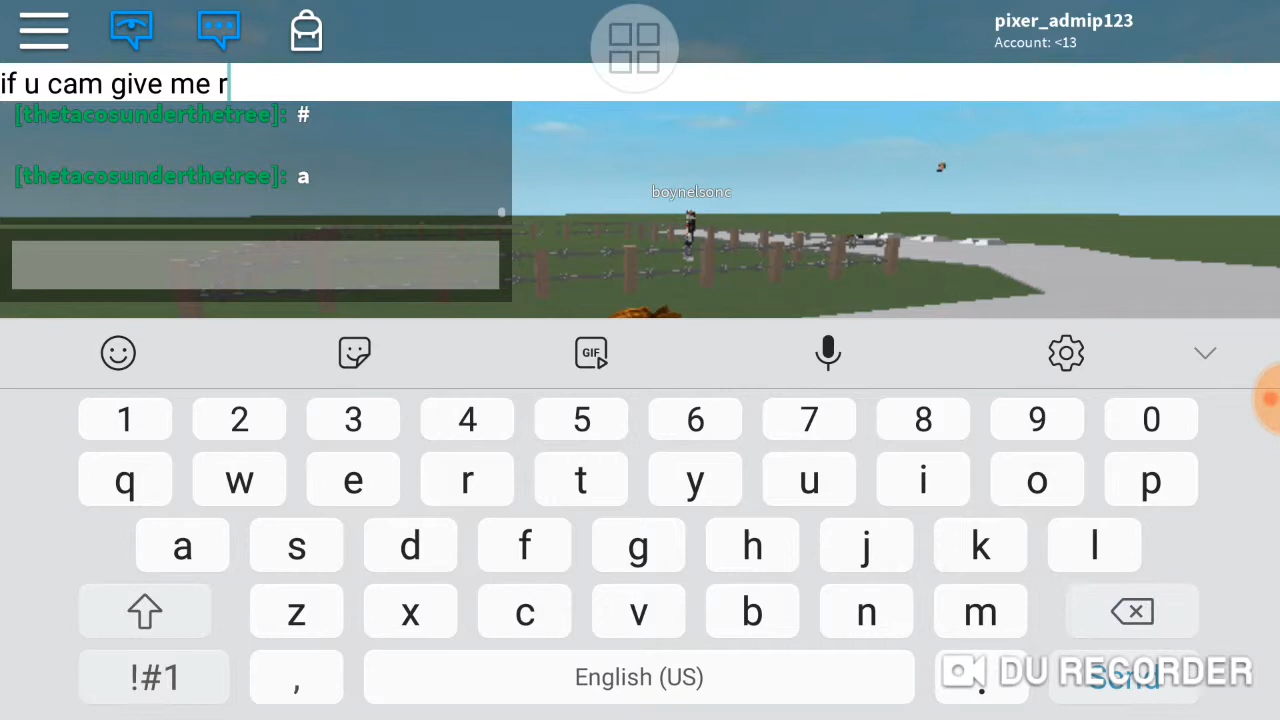 pixer_admip123
Account: <13
if u cam give me r
[thetacosunderthetree]: #
[thetacosunderthetree]: a
boynelsonc
GIF
1 2 3 4 5 6 7 8 9 0
q w e r t y u i o p
a s d f g h j k l
z x c v b n m
!#1 , English (US) . Send
DU RECORDER